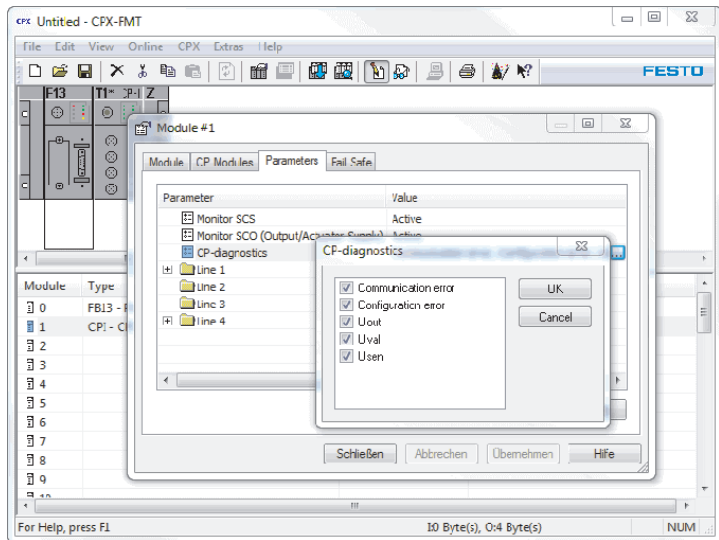 CPX Untitled - CPX-FMT
File Edit View Online CPX Extras Help
FESTO
F13 T1* Z
Module #1
Module CP Modules Parameters Fail Safe
Parameter Value
Monitor SCS Active
Monitor SCO (Output/Actuator Supply) Active
CP-diagnostics
Line 1
Line 2
Line 3
Line 4
CP-diagnostics
Communication error
Configuration error
Uout
Uval
Usen
OK
Cancel
Schließen Abbrechen Übernehmen Hilfe
Module Type
0 FB13 -
1 CPI -
2
3
4
5
6
7
8
9
10
For Help, press F1 I:0 Byte(s), O:4 Byte(s) NUM